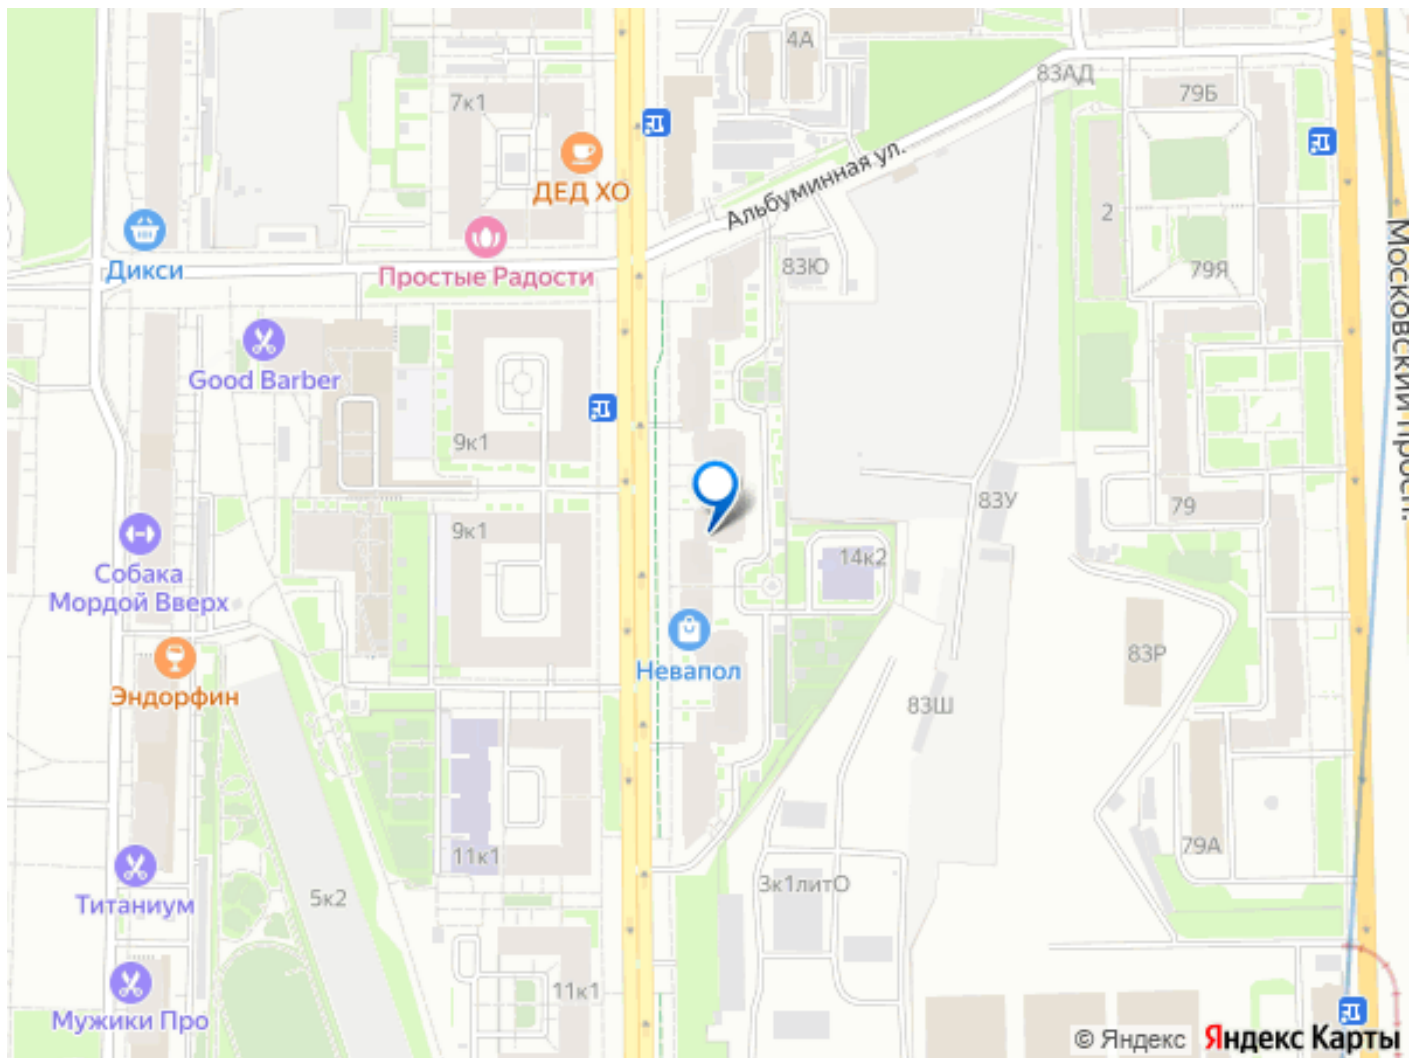 4А
83АД
79Б
7к1
ДЕД ХО
Альбуминная ул.
2
Дикси
Простые Радости
83Ю
79Я
Московский просп.
Good Barber
9к1
83У
79
9к1
14к2
Собака
Мордой Вверх
Невапол
83Р
Эндорфин
83Ш
11к1
79А
5к2
3к1литО
Титаниум
11к1
Мужики Про
© Яндекс Яндекс Карты